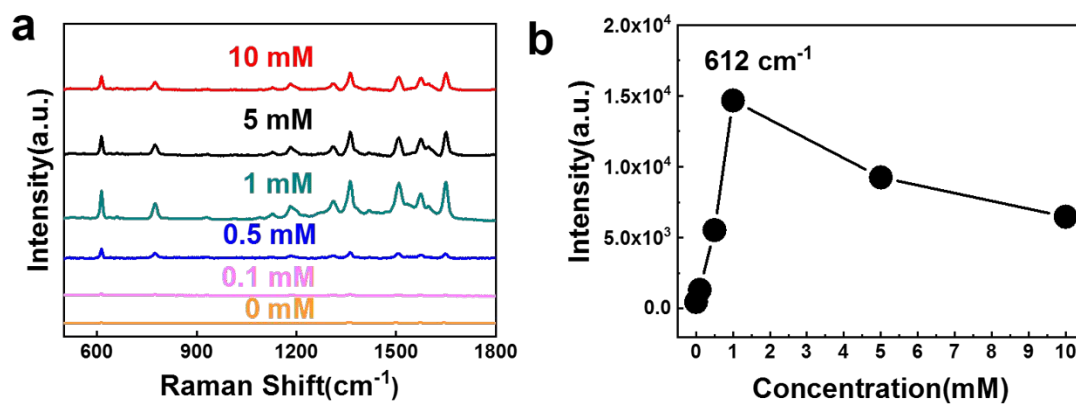 a
10 mM
5 mM
1 mM
0.5 mM
0.1 mM
0 mM
Intensity(a.u.)
600 900 1200 1500 1800
Raman Shift(cm⁻¹)
b
612 cm⁻¹
2.0x10⁴
1.5x10⁴
1.0x10⁴
5.0x10³
0.0
Intensity(a.u.)
0 1 2 3 4 5 6 7 8 9 10
Concentration(mM)